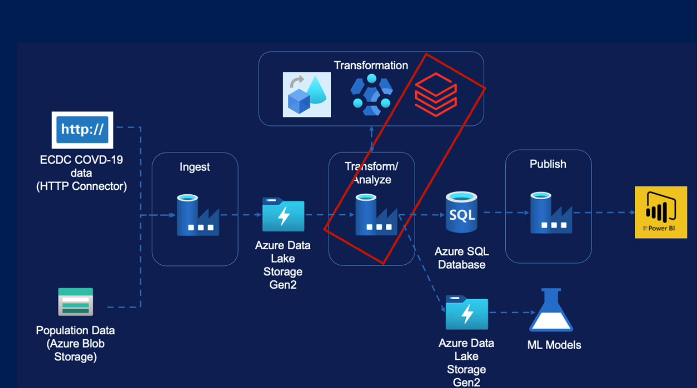 Transformation
http://
ECDC COVD-19
data
(HTTP Connector)
Ingest
Transform/
Analyze
Publish
SQL
Power BI
Azure Data
Lake
Storage
Gen2
Azure SQL
Database
Population Data
(Azure Blob
Storage)
Azure Data
Lake
Storage
Gen2
ML Models